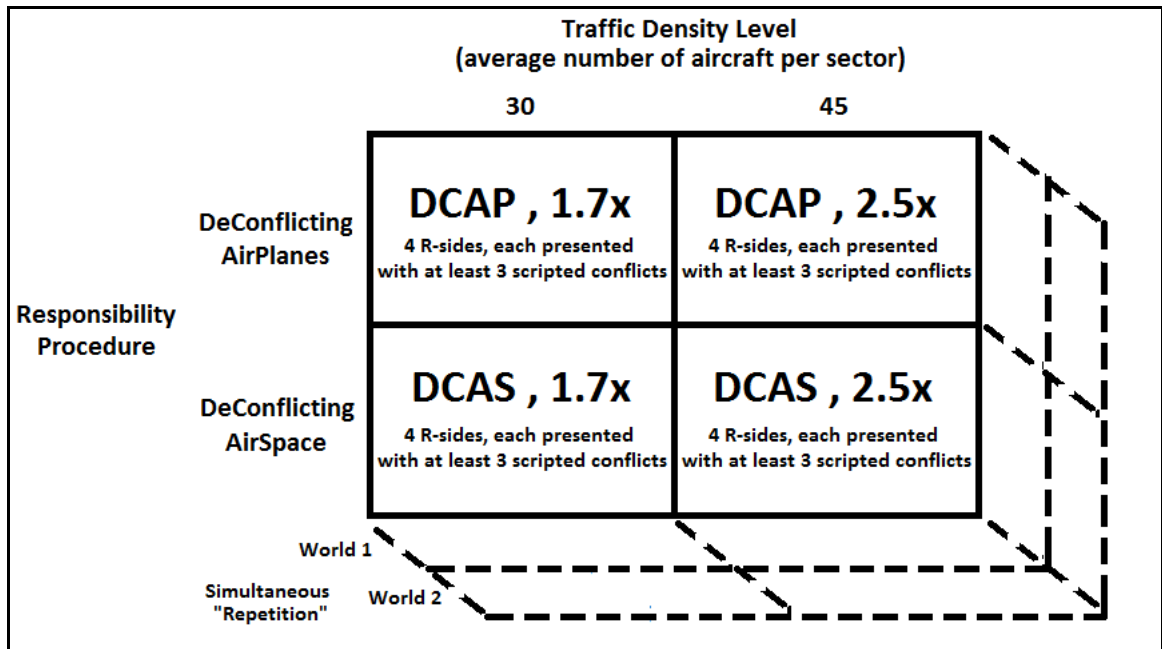 Traffic Density Level
(average number of aircraft per sector)
30
45
DeConflicting
AirPlanes
DCAP , 1.7x
4 R-sides, each presented
with at least 3 scripted conflicts
DCAP , 2.5x
4 R-sides, each presented
with at least 3 scripted conflicts
Responsibility
Procedure
DeConflicting
AirSpace
DCAS , 1.7x
4 R-sides, each presented
with at least 3 scripted conflicts
DCAS , 2.5x
4 R-sides, each presented
with at least 3 scripted conflicts
World 1
Simultaneous
"Repetition"
World 2